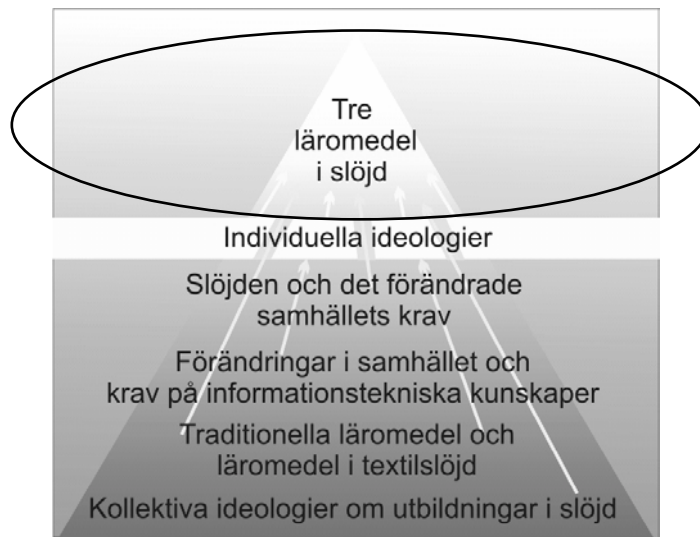 Tre
läromedel
i slöjd
Individuella ideologier
Slöjden och det förändrade
samhällets krav
Förändringar i samhället och
krav på informationstekniska kunskaper
Traditionella läromedel och
läromedel i textilslöjd
Kollektiva ideologier om utbildningar i slöjd